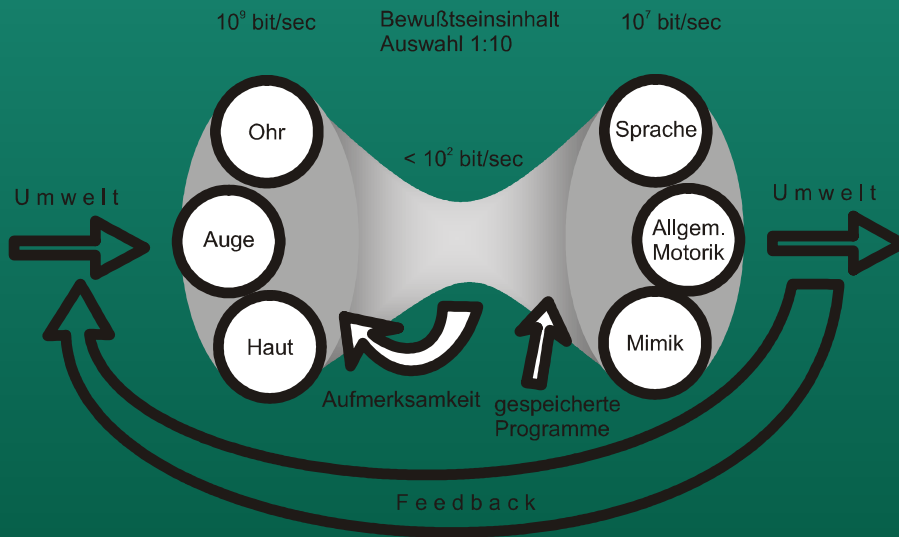 10⁹ bit/sec
Bewußtseinsinhalt
Auswahl 1:10
10⁷ bit/sec
Ohr
Sprache
< 10² bit/sec
Umwelt
Umwelt
Auge
Allgem.
Motorik
Haut
Mimik
Aufmerksamkeit
gespeicherte
Programme
Feedback